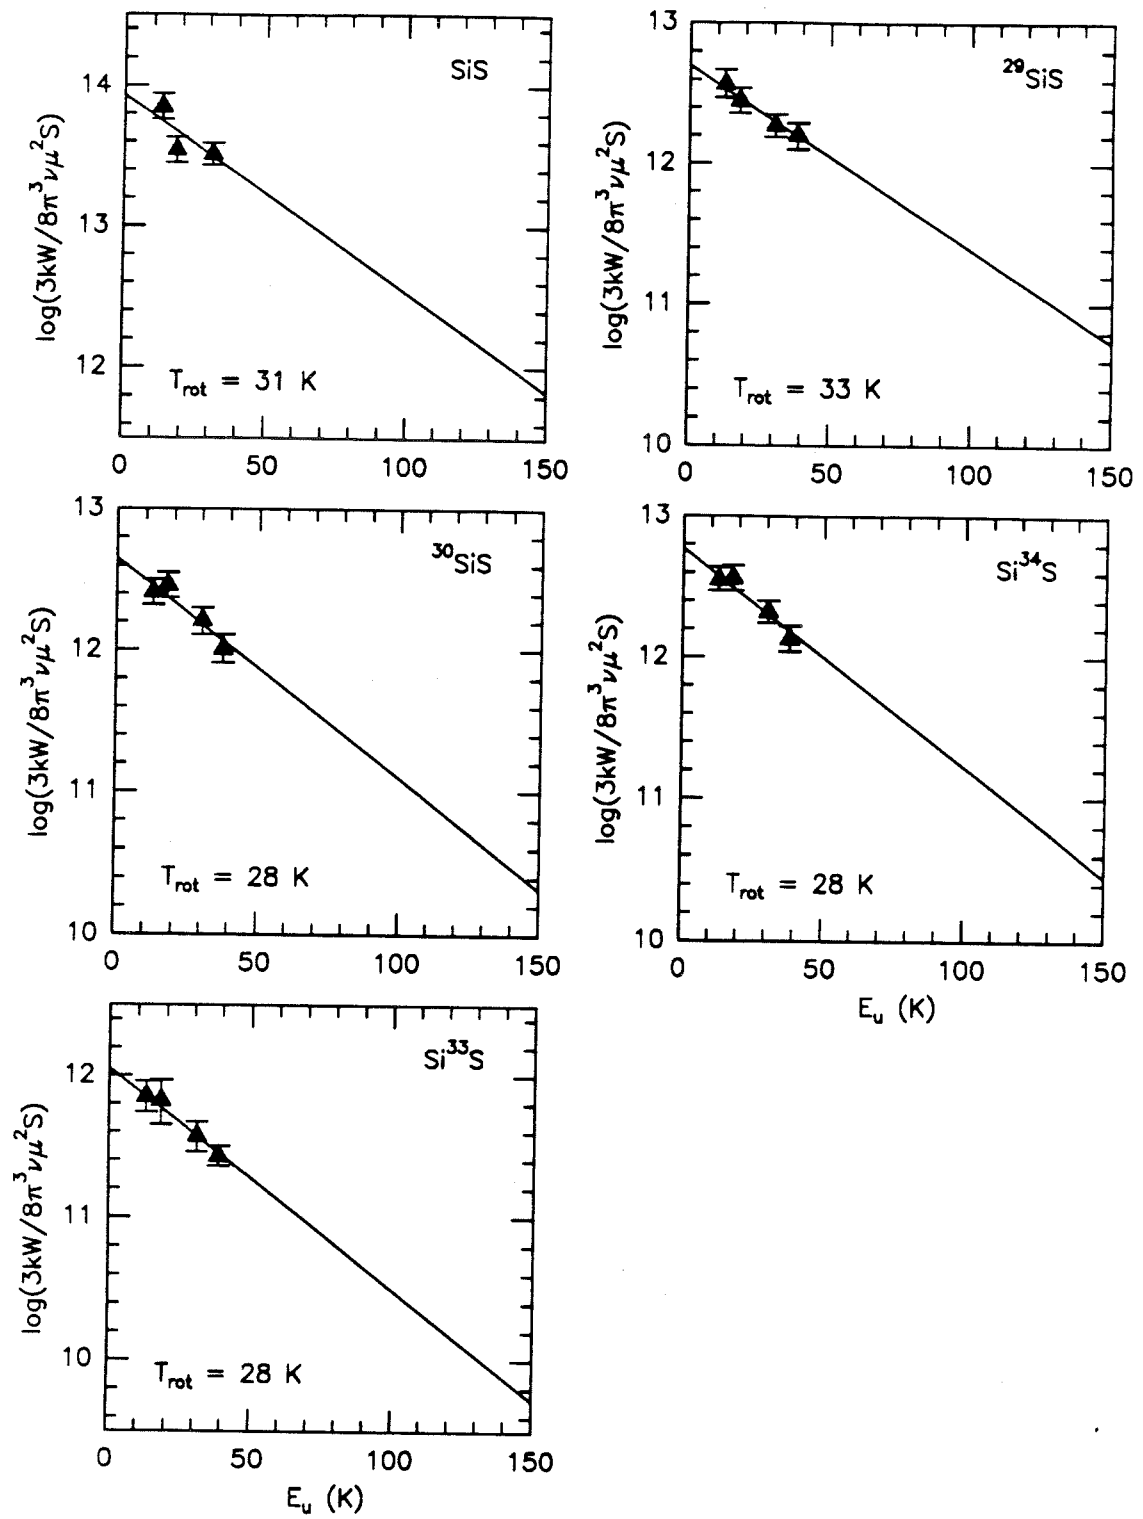 SiS
14
13
12
log(3kW/8π³νμ²S)
T_rot = 31 K
0 50 100 150
²⁹SiS
13
12
11
10
log(3kW/8π³νμ²S)
T_rot = 33 K
0 50 100 150
³⁰SiS
13
12
11
10
log(3kW/8π³νμ²S)
T_rot = 28 K
0 50 100 150
Si³⁴S
13
12
11
10
log(3kW/8π³νμ²S)
T_rot = 28 K
0 50 100 150
E_u (K)
Si³³S
12
11
10
log(3kW/8π³νμ²S)
T_rot = 28 K
0 50 100 150
E_u (K)